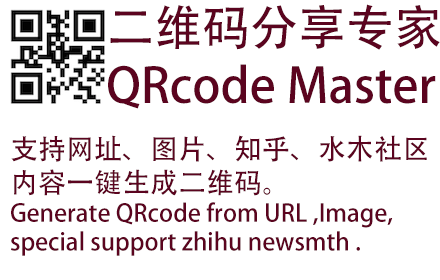 二维码分享专家
QRcode Master
支持网址、图片、知乎、水木社区
内容一键生成二维码。
Generate QRcode from URL ,Image,
special support zhihu newsmth .